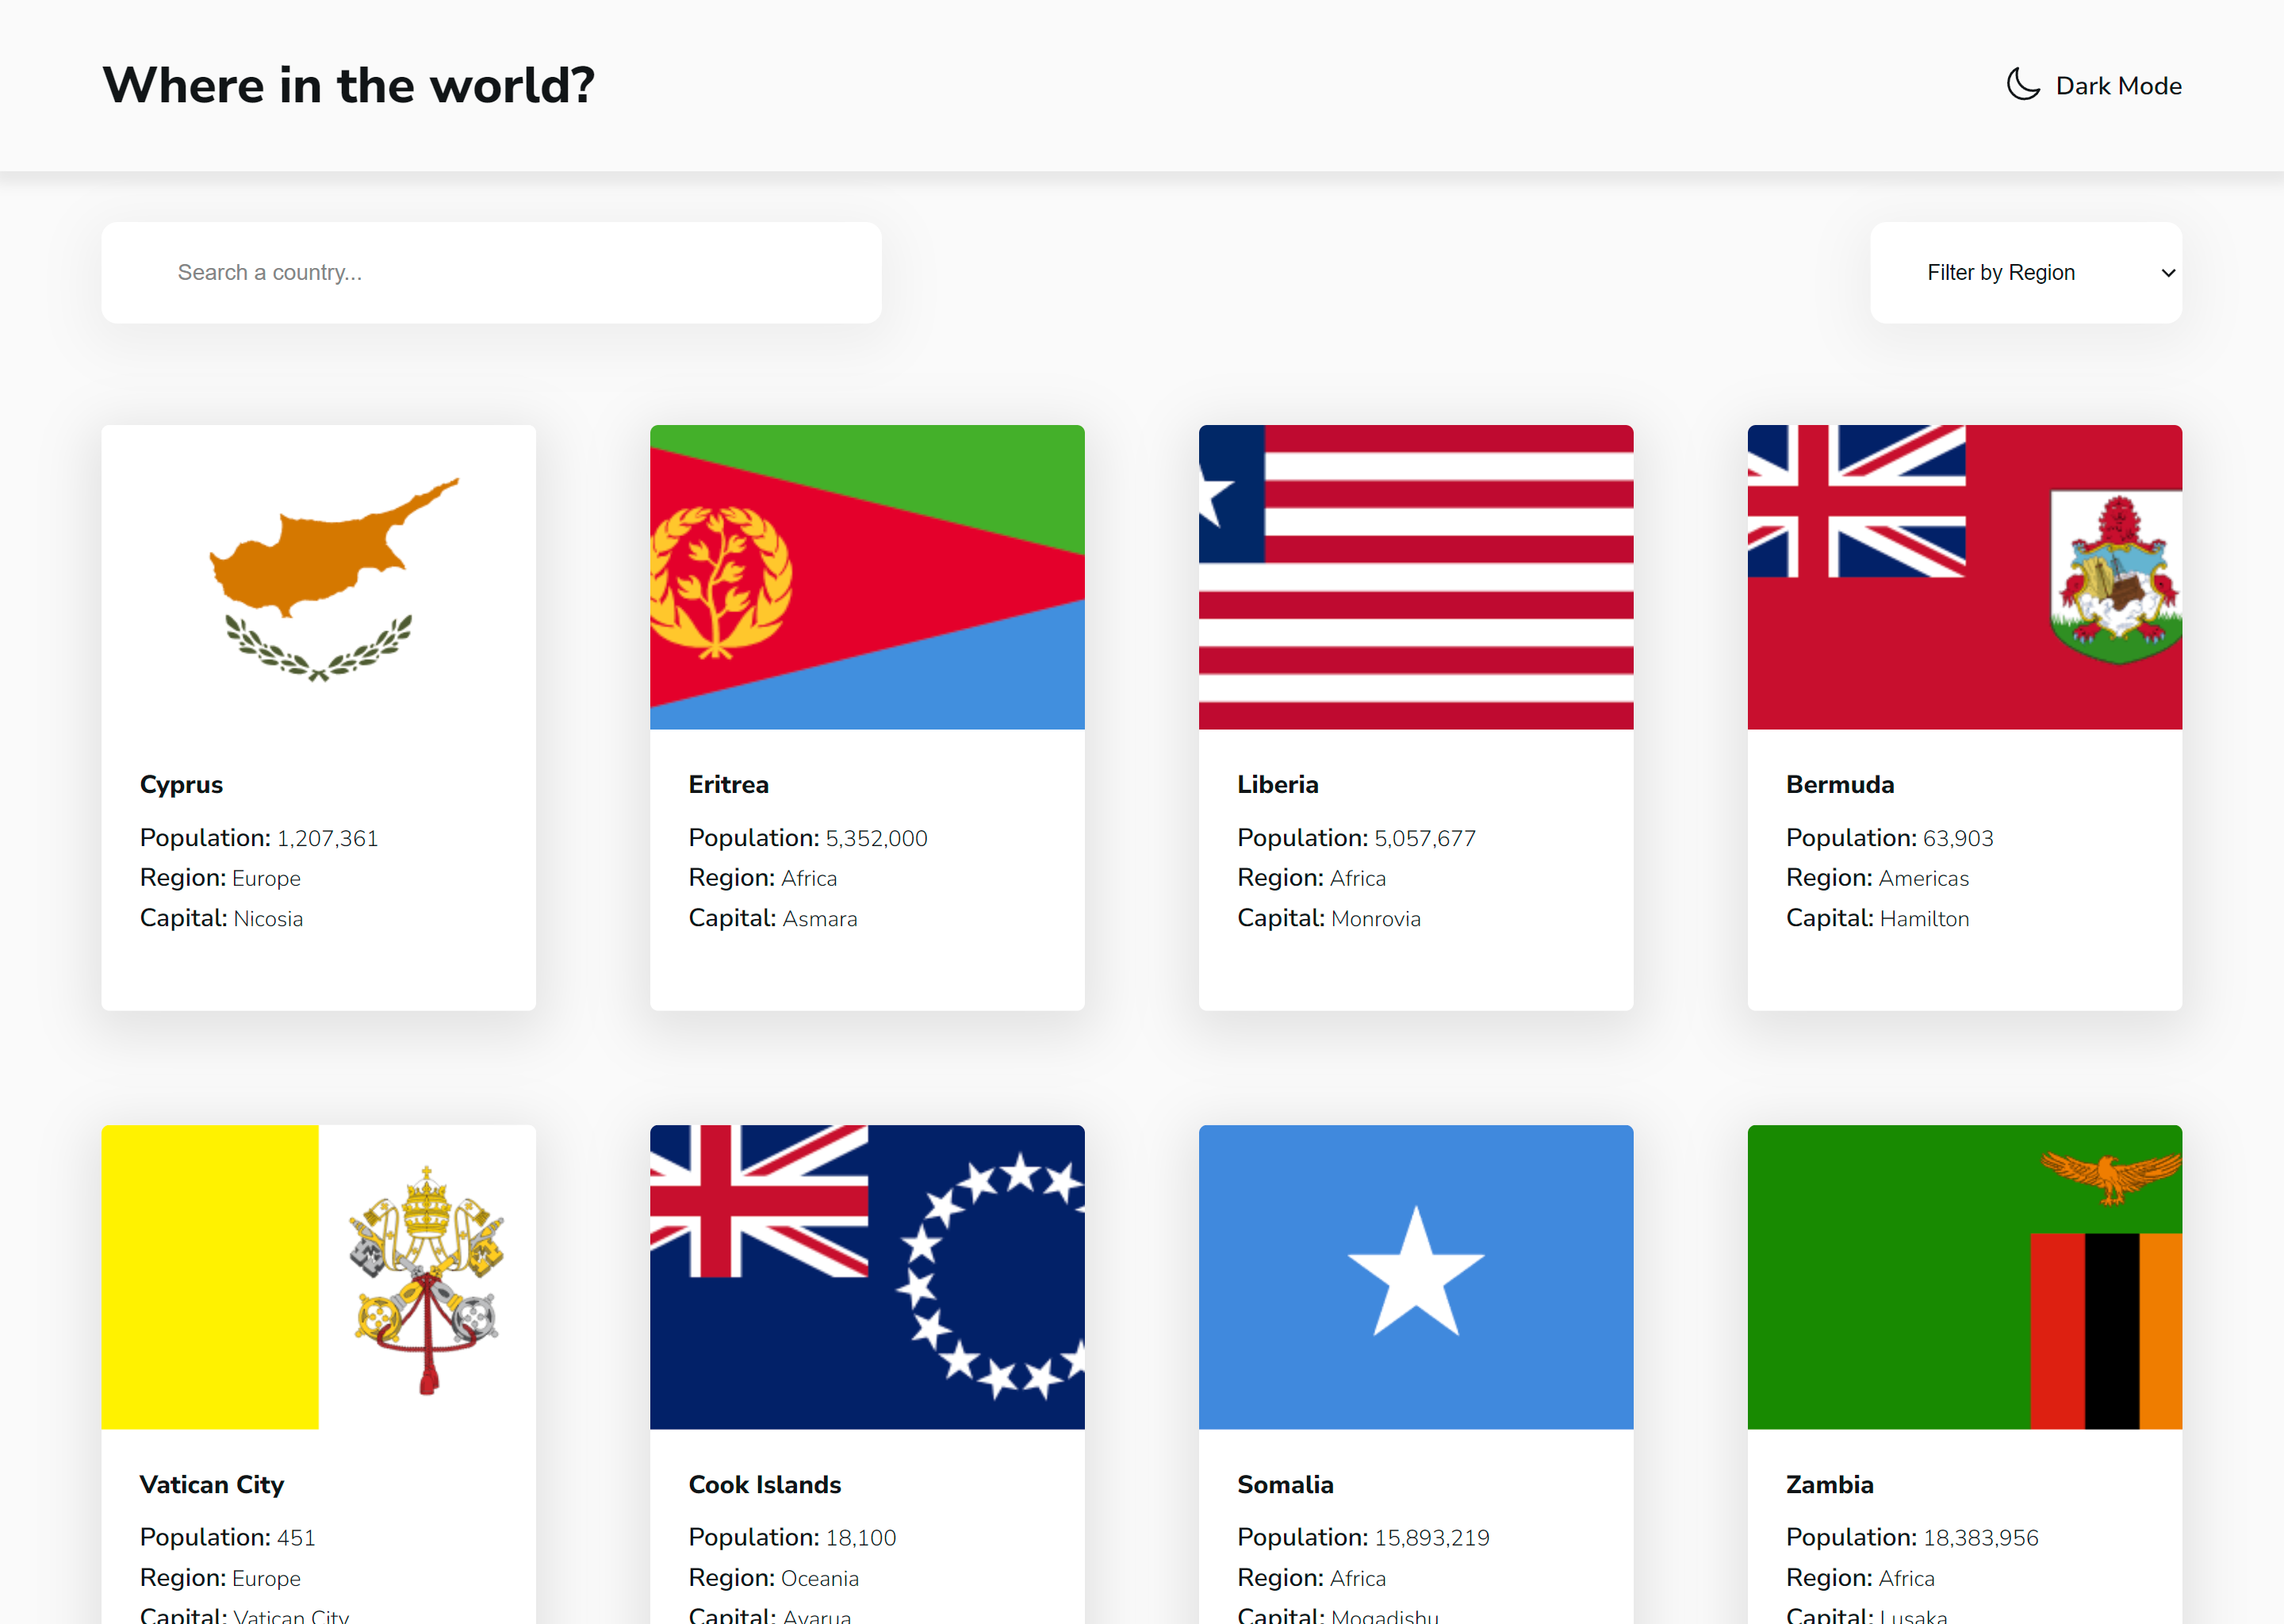 Where in the world?
Dark Mode
Search a country...
Filter by Region
Cyprus
Population: 1,207,361
Region: Europe
Capital: Nicosia
Eritrea
Population: 5,352,000
Region: Africa
Capital: Asmara
Liberia
Population: 5,057,677
Region: Africa
Capital: Monrovia
Bermuda
Population: 63,903
Region: Americas
Capital: Hamilton
Vatican City
Population: 451
Region: Europe
Capital: Vatican City
Cook Islands
Population: 18,100
Region: Oceania
Capital: Avarua
Somalia
Population: 15,893,219
Region: Africa
Capital: Mogadishu
Zambia
Population: 18,383,956
Region: Africa
Capital: Lusaka